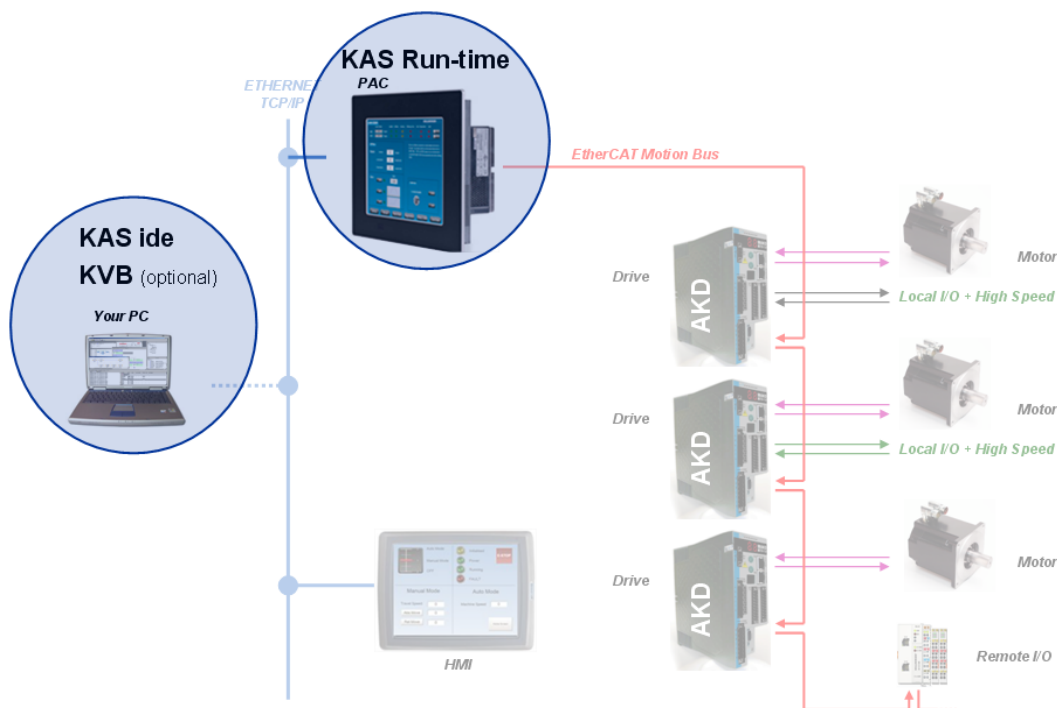 KAS Run-time
PAC
ETHERNET
TCP/IP
EtherCAT Motion Bus
KAS ide
KVB (optional)
Your PC
Drive
AKD
Motor
Local I/O + High Speed
Drive
AKD
Motor
Local I/O + High Speed
Drive
AKD
Motor
Manual Mode
Auto Mode
HMI
Remote I/O